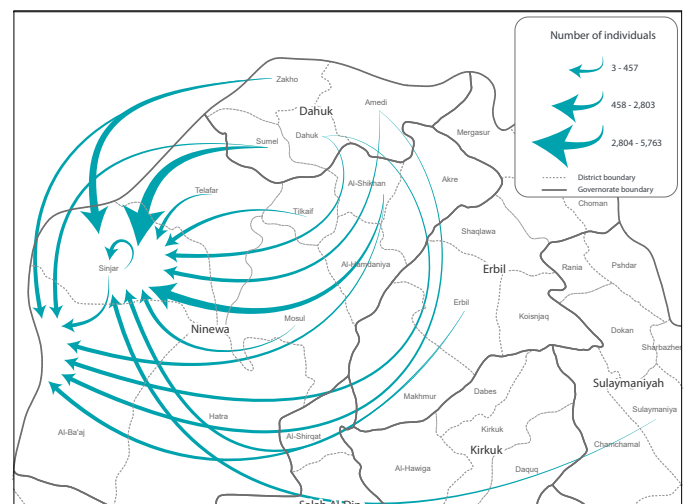 Number of individuals
3 - 457
458 - 2,803
2,804 - 5,763
District boundary
Governorate boundary
Zakho
Amedi
Dahuk
Dahuk
Mergasur
Sumel
Al-Shikhan
Akre
Telafar
Choman
Tilkaif
Shaqlawa
Sinjar
Al-Hamdaniya
Erbil
Rania
Pshdar
Erbil
Mosul
Koisnjaq
Ninewa
Dokan
Sharbazher
Sulaymaniyah
Makhmur
Dabes
Sulaymaniya
Hatra
Kirkuk
Al-Ba'aj
Al-Shirqat
Chamchamal
Kirkuk
Al-Hawiga
Daquq
Salah Al-Din